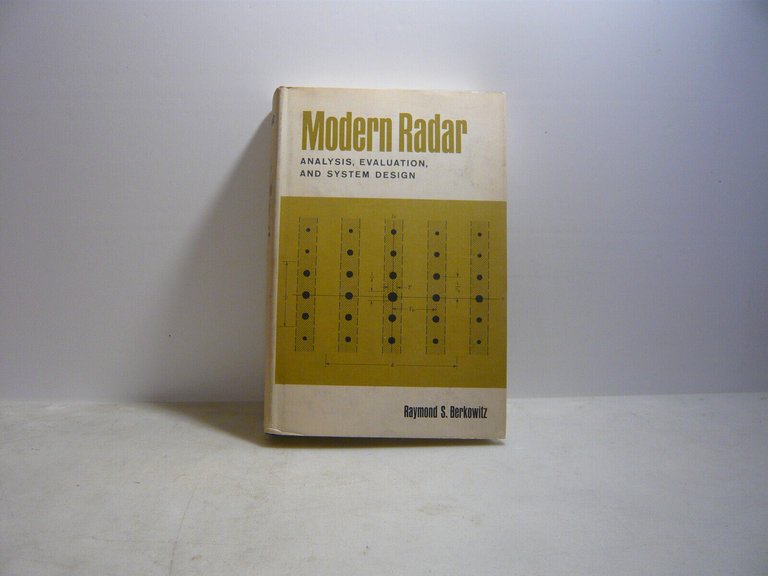 Modern Radar
ANALYSIS, EVALUATION,
AND SYSTEM DESIGN
Raymond S. Berkowitz